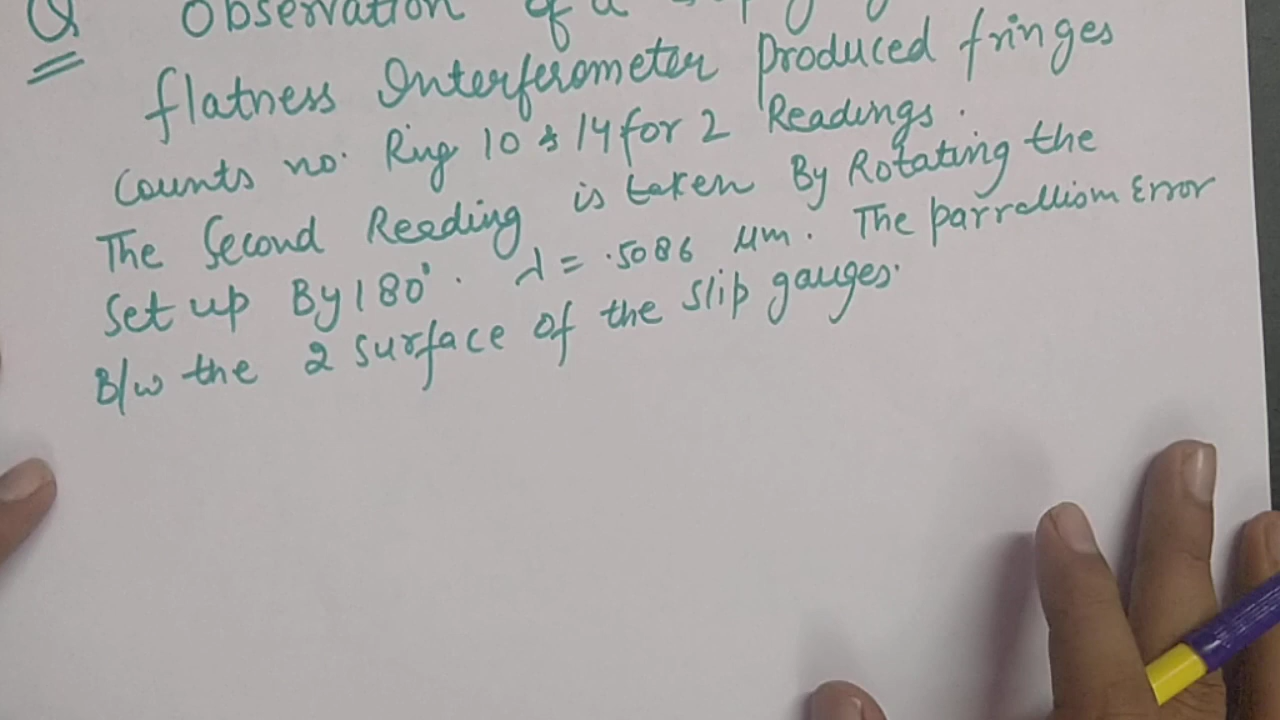 Q Observation of a
flatness Interferometer produced fringes
Counts no. Ring 10 & 14 for 2 Readings.
The Second Reading is taken By Rotating the
Set up By 180°. λ = .5086 μm. The parrallism Error
B/w the 2 surface of the slip gauges.